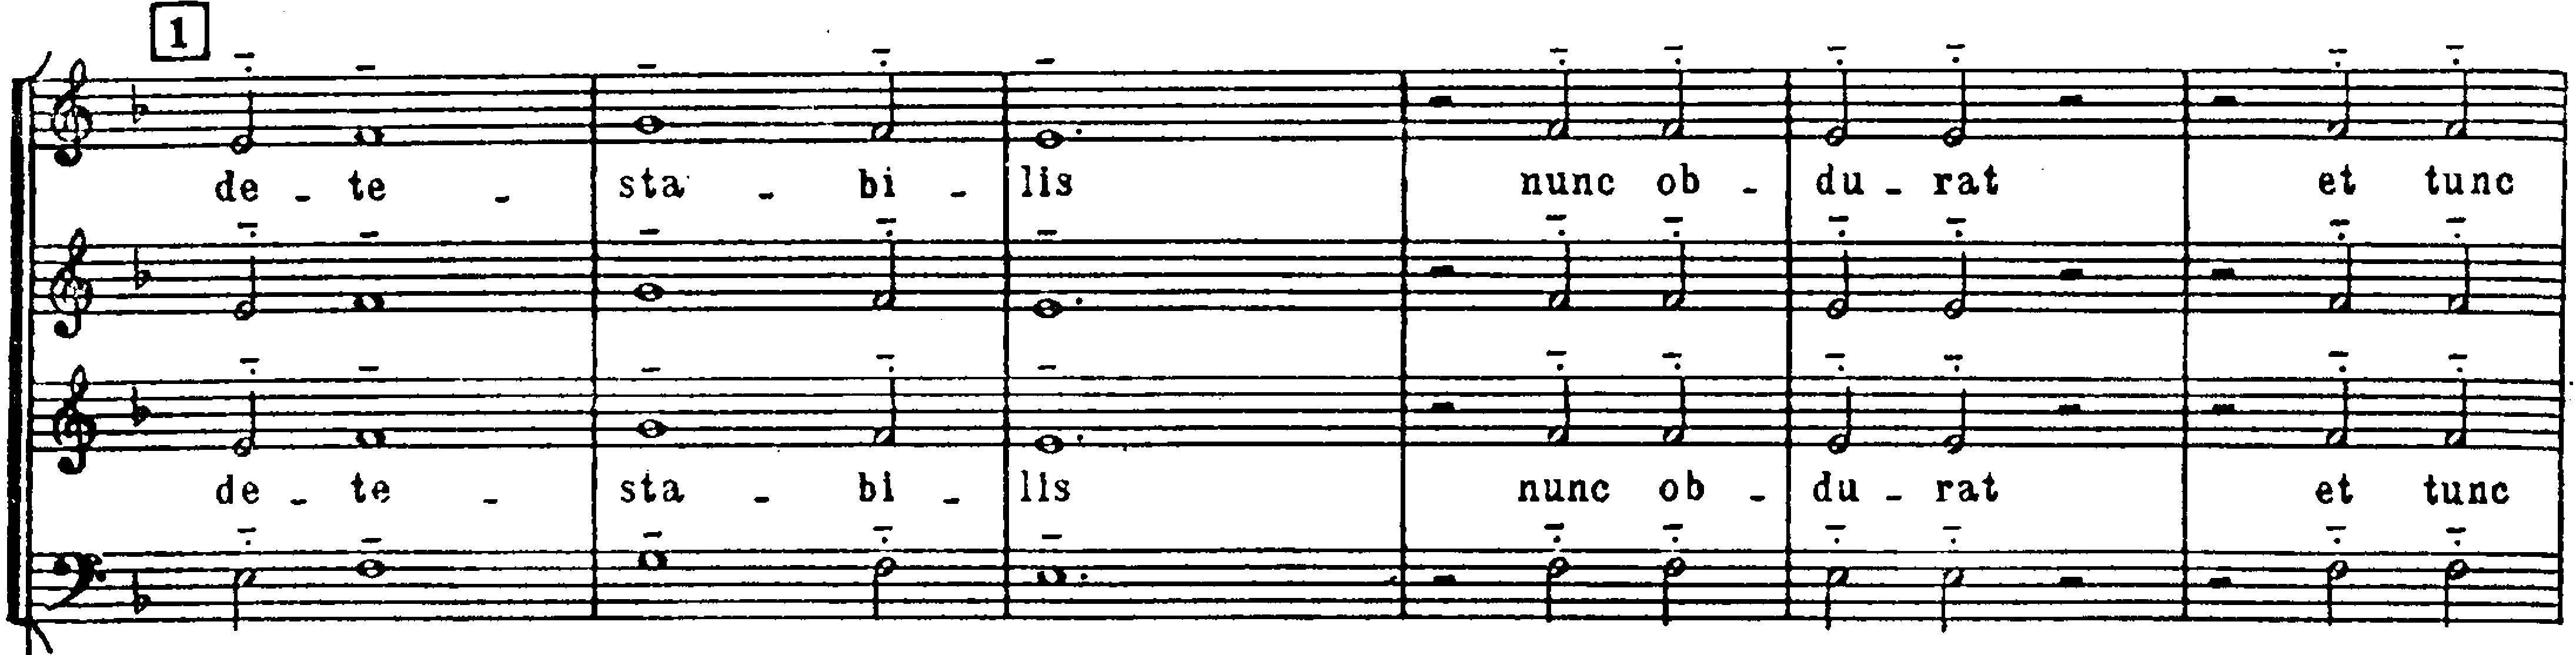 1
de - te - sta - bi - lis nunc ob - du - rat et tunc
de - te - sta - bi - lis nunc ob - du - rat et tunc